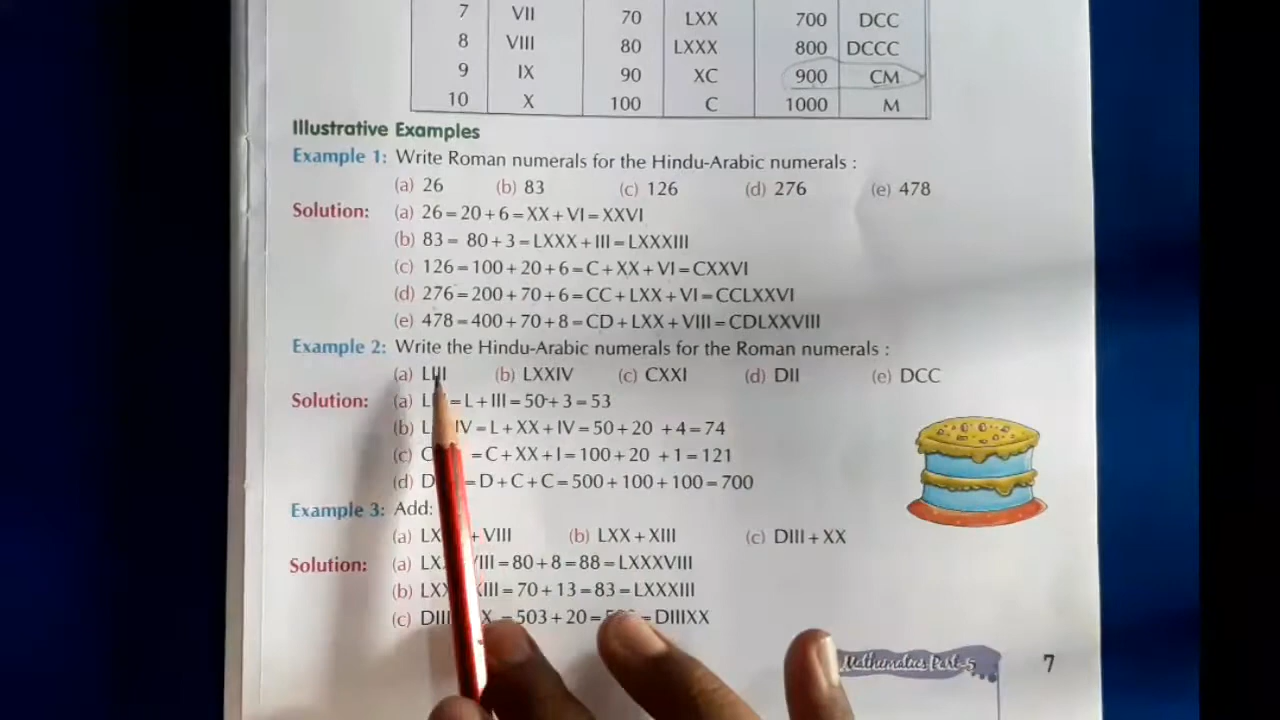 7 VII 70 LXX 700 DCC
8 VIII 80 LXXX 800 DCCC
9 IX 90 XC 900 CM
10 X 100 C 1000 M
Illustrative Examples
Example 1: Write Roman numerals for the Hindu-Arabic numerals :
(a) 26 (b) 83 (c) 126 (d) 276 (e) 478
Solution: (a) 26 = 20 + 6 = XX + VI = XXVI
(b) 83 = 80 + 3 = LXXX + III = LXXXIII
(c) 126 = 100 + 20 + 6 = C + XX + VI = CXXVI
(d) 276 = 200 + 70 + 6 = CC + LXX + VI = CCLXXVI
(e) 478 = 400 + 70 + 8 = CD + LXX + VIII = CDLXXVIII
Example 2: Write the Hindu-Arabic numerals for the Roman numerals :
(a) LIII (b) LXXIV (c) CXXI (d) DII (e) DCC
Solution: (a) = L + III = 50 + 3 = 53
(b) = L + XX + IV = 50 + 20 + 4 = 74
(c) = C + XX + I = 100 + 20 + 1 = 121
(d) = D + C + C = 500 + 100 + 100 = 700
Example 3: Add:
(a) + VIII (b) LXX + XIII (c) DIII + XX
Solution: (a) = 80 + 8 = 88 = LXXXVIII
(b) = 70 + 13 = 83 = LXXXIII
(c) = 503 + 20 = = DIIIXX
Mathematics Part-5 7